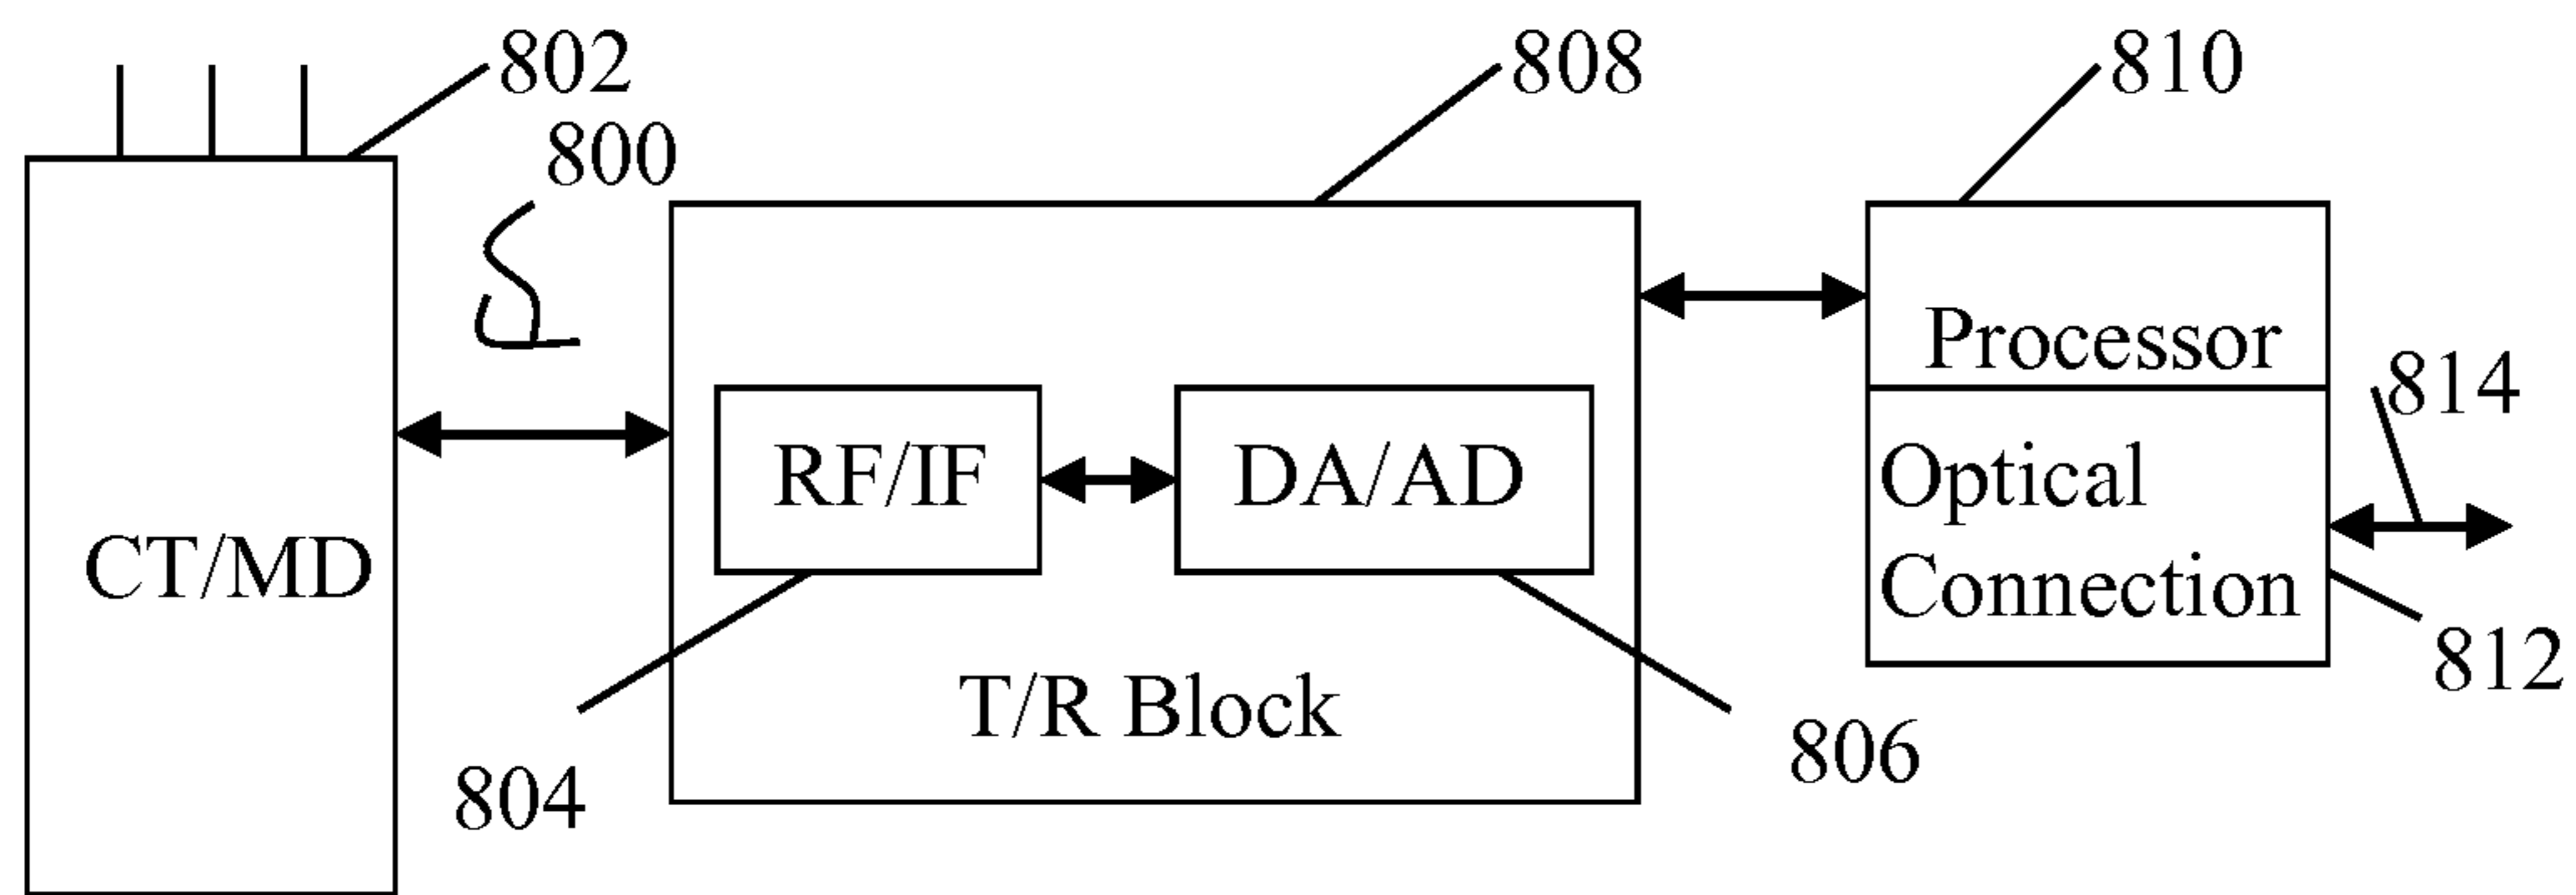 802
808
810
800
Processor
814
CT/MD
RF/IF
DA/AD
Optical
Connection
812
T/R Block
804
806